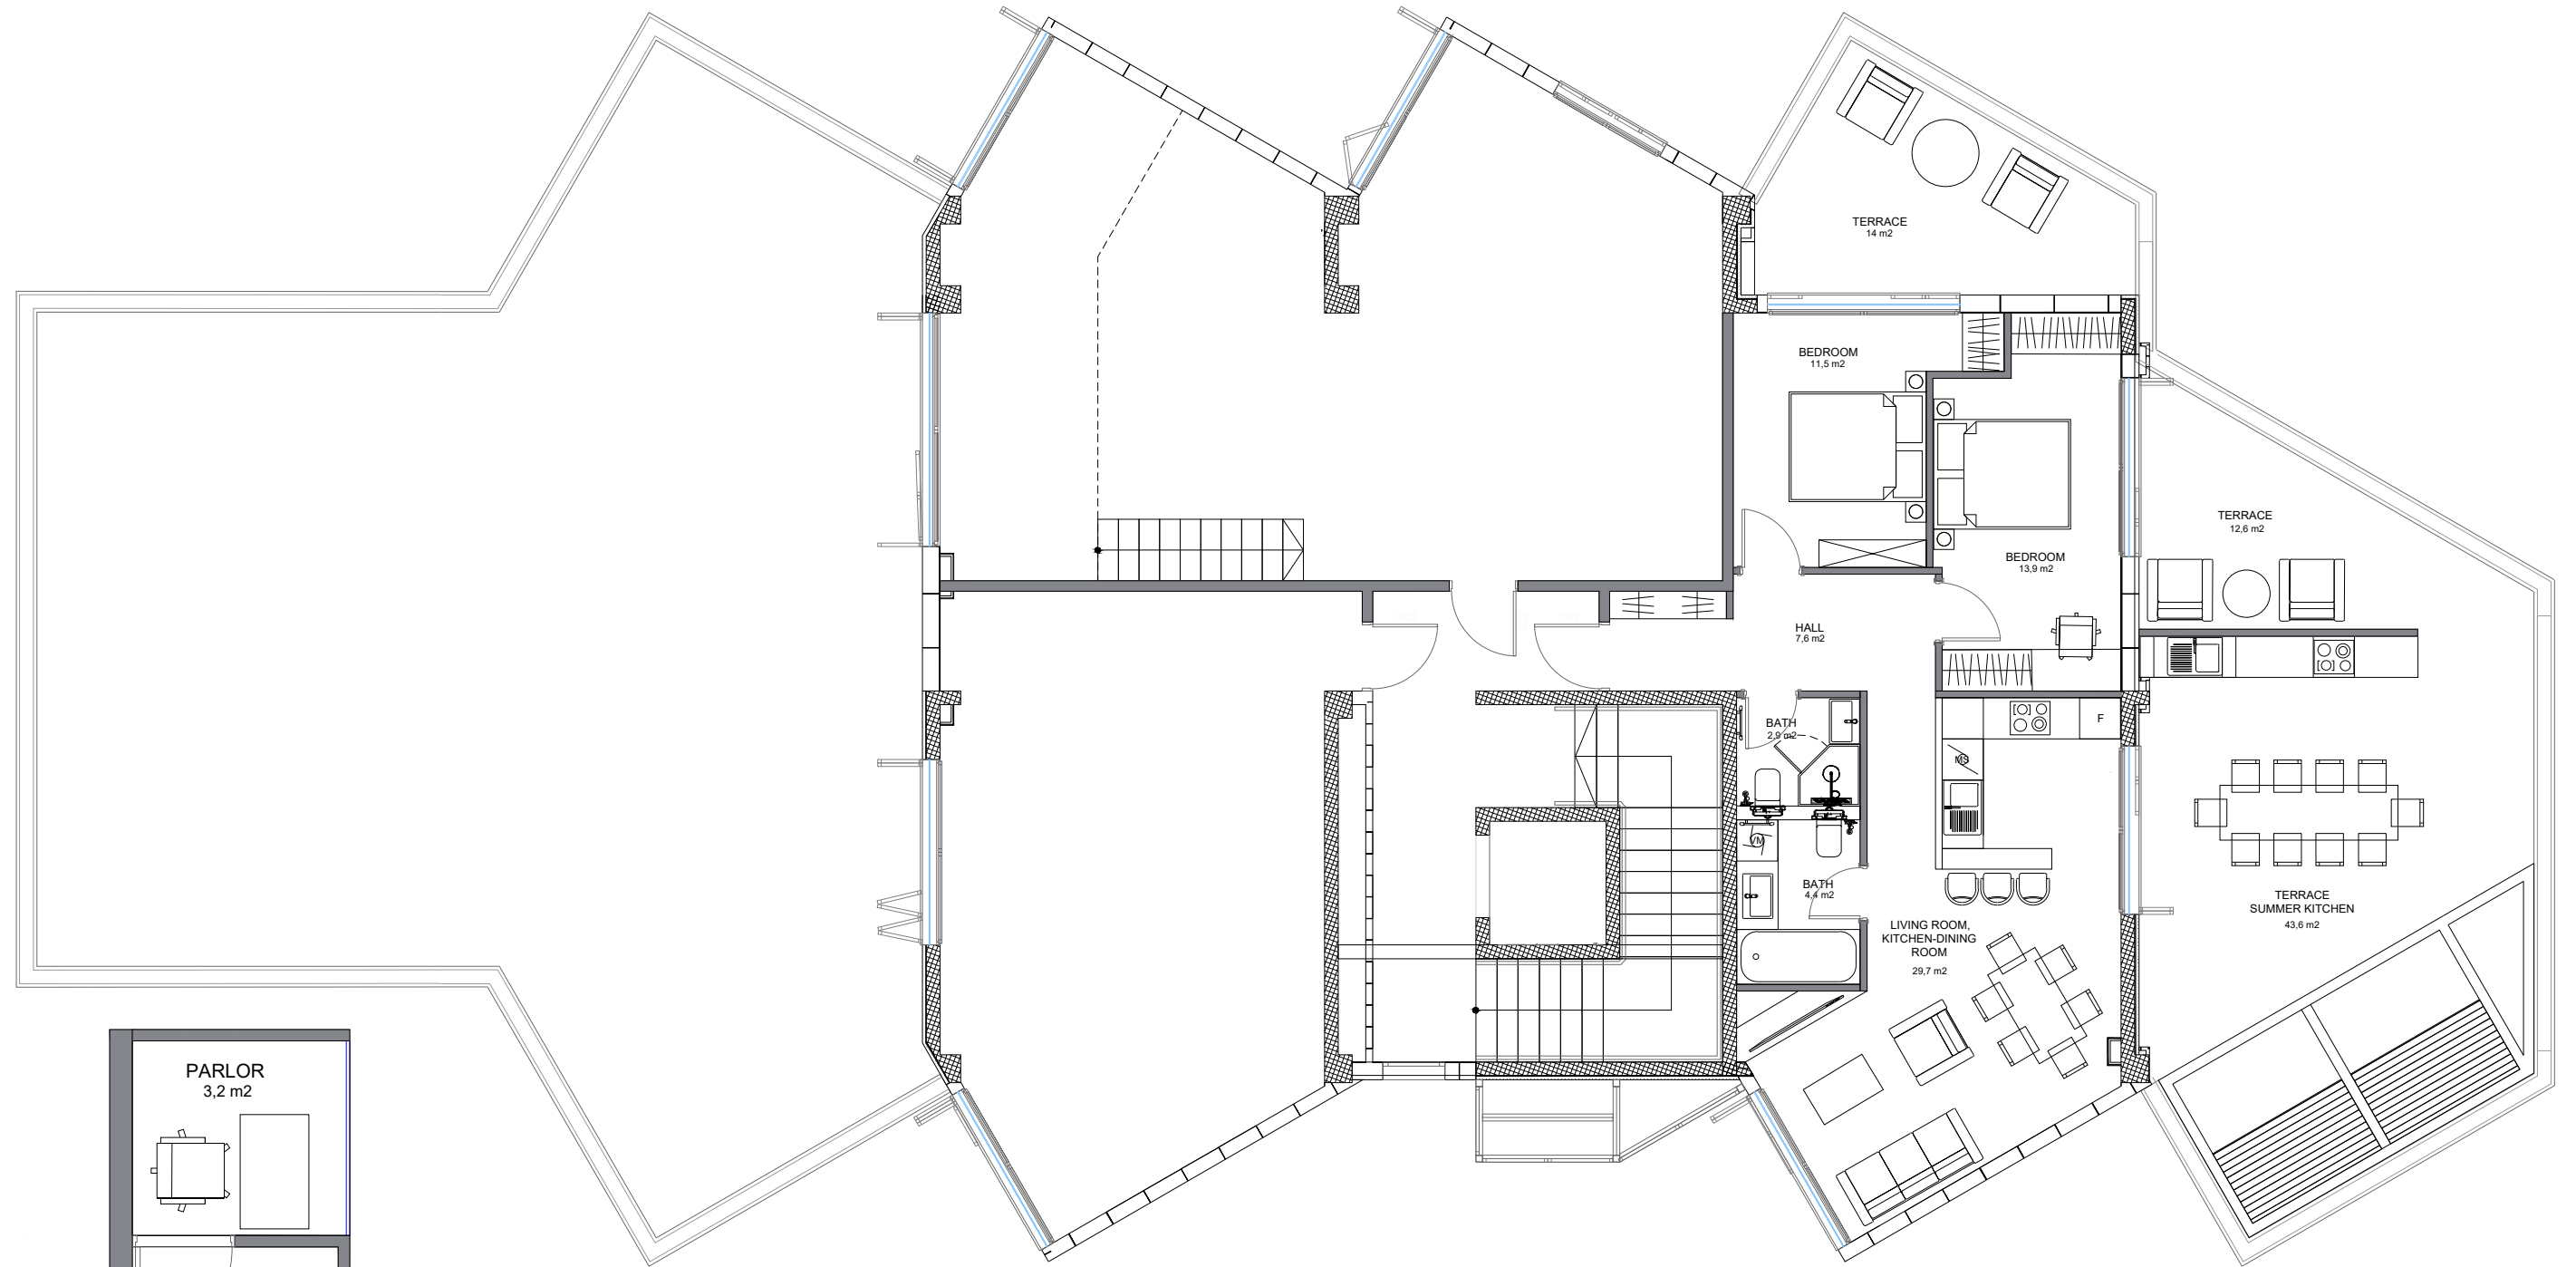 TERRACE
14 m2
BEDROOM
11,5 m2
TERRACE
12,6 m2
BEDROOM
13,9 m2
HALL
7,6 m2
BATH
2,9 m2
F
MS
VM
BATH
4,4 m2
LIVING ROOM,
KITCHEN-DINING
ROOM
29,7 m2
TERRACE
SUMMER KITCHEN
43,6 m2
PARLOR
3,2 m2